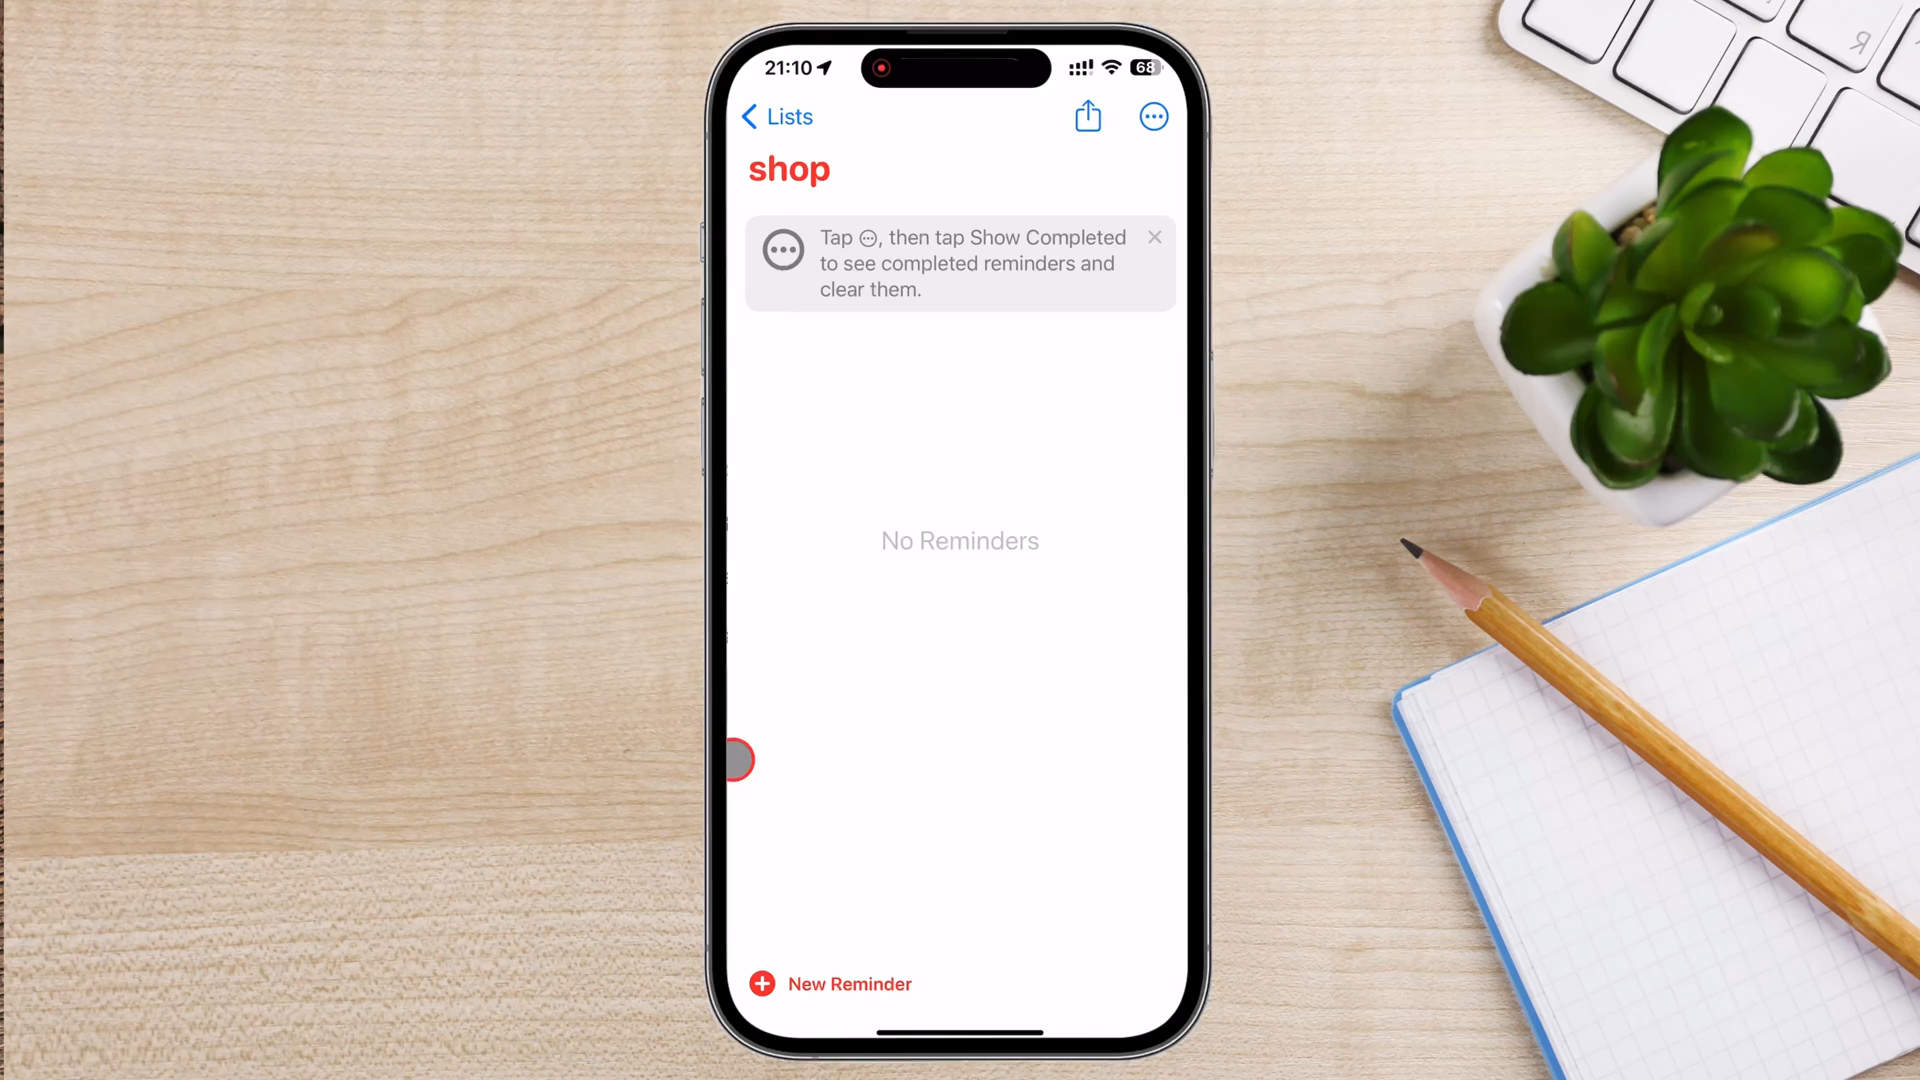 21:10
68
Lists
shop
Tap , then tap Show Completed
to see completed reminders and
clear them.
No Reminders
New Reminder
R